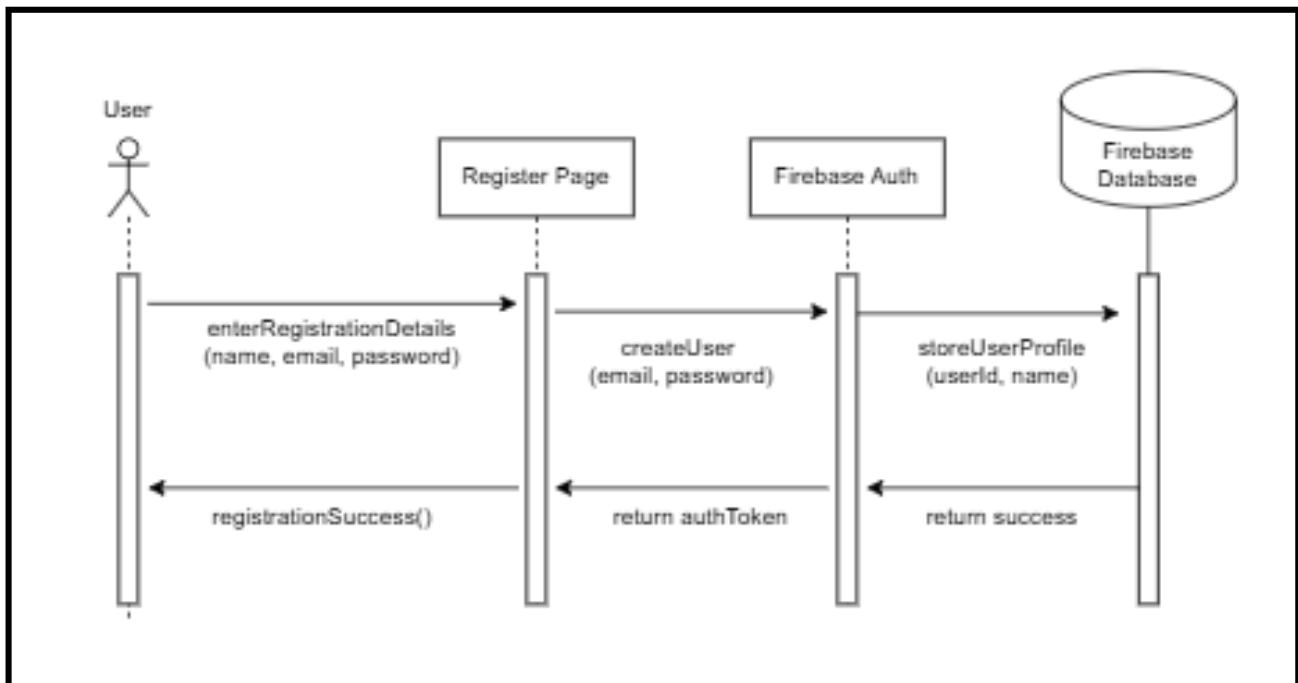 User
Register Page
Firebase Auth
Firebase
Database
enterRegistrationDetails
(name, email, password)
createUser
(email, password)
storeUserProfile
(userId, name)
registrationSuccess()
return authToken
return success